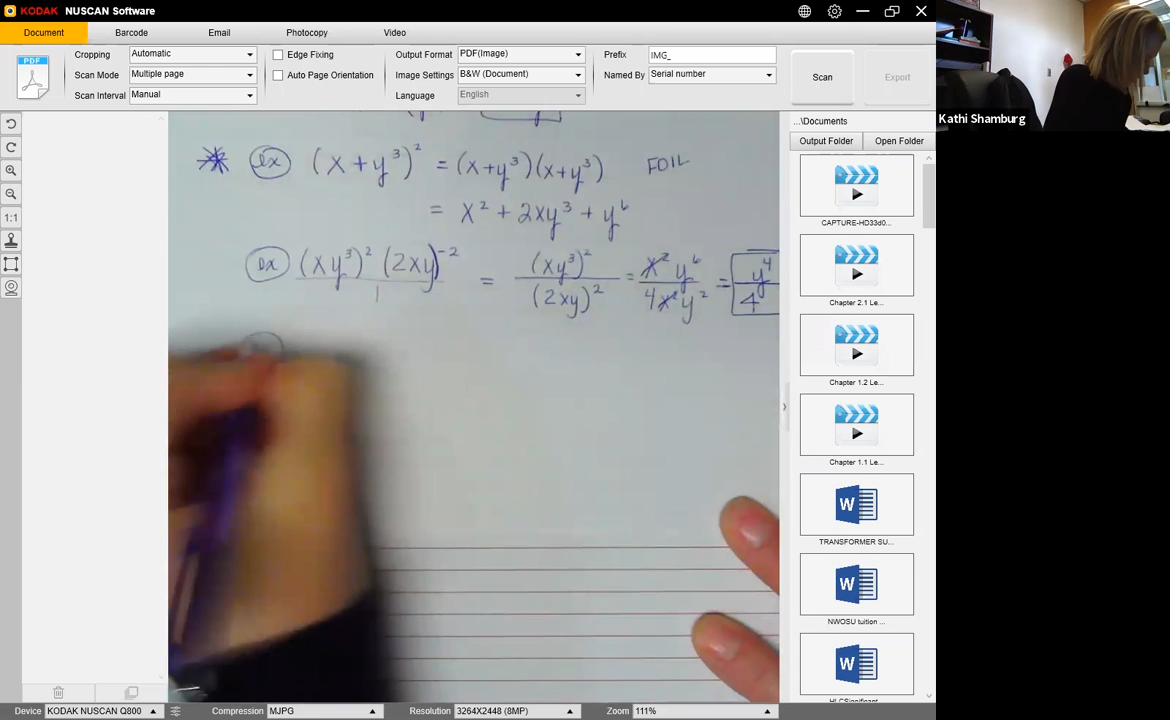 KODAK NUSCAN Software
Document Barcode Email Photocopy Video
Cropping Automatic Edge Fixing Output Format PDF(Image) Prefix IMG_
Scan Mode Multiple page Auto Page Orientation Image Settings B&W (Document) Named By Serial number
Scan Interval Manual Language English
Scan Export
PDF
1:1
...\Documents
Output Folder Open Folder
Kathi Shamburg
ex (x+y³)² = (x+y³)(x+y³) FOIL
= x² + 2xy³ + y⁶
ex (xy³)² (2xy)⁻² / 1 = (xy³)² / (2xy)² = x²y⁶ / 4x²y² = y⁴ / 4
CAPTURE-HD33d0...
Chapter 2.1 Le...
Chapter 1.2 Le...
Chapter 1.1 Le...
TRANSFORMER SU...
NWOSU tuition ...
HLCSignificant
Device KODAK NUSCAN Q800 Compression MJPG Resolution 3264X2448 (8MP) Zoom 111%